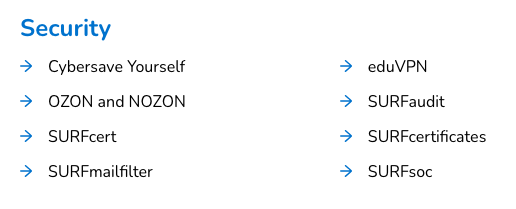 Security
Cybersave Yourself
OZON and NOZON
SURFcert
SURFmailfilter
eduVPN
SURFaudit
SURFcertificates
SURFsoc